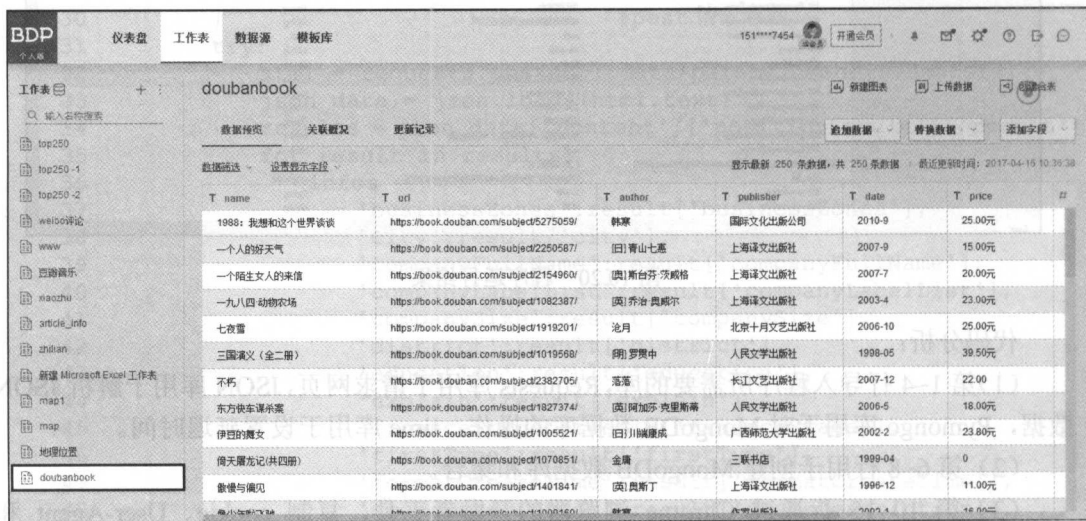 BDP
个人版
仪表盘 工作表 数据源 模板库
151****7454 开通会员
工作表
doubanbook
新建图表 上传数据
输入名称搜索
数据预览 关联概况 更新记录
追加数据 替换数据 添加字段
top250
top250 -1
数据筛选 设置显示字段
显示最新 250 条数据，共 250 条数据 最近更新时间：2017-04-15 10:36:38
top250 -2
weibo评论
www
豆瓣音乐
xiaozhu
article_info
zhilian
新建 Microsoft Excel 工作表
map1
map
地理位置
doubanbook
T name T url T author T publisher T date T price #
1988：我想和这个世界谈谈 https://book.douban.com/subject/5275059/ 韩寒 国际文化出版公司 2010-9 25.00元
一个人的好天气 https://book.douban.com/subject/2250587/ [日] 青山七惠 上海译文出版社 2007-9 15.00元
一个陌生女人的来信 https://book.douban.com/subject/2154960/ [奥] 斯台芬·茨威格 上海译文出版社 2007-7 20.00元
一九八四·动物农场 https://book.douban.com/subject/1082387/ [英] 乔治·奥威尔 上海译文出版社 2003-4 23.00元
七夜雪 https://book.douban.com/subject/1919201/ 沧月 北京十月文艺出版社 2006-10 25.00元
三国演义（全二册） https://book.douban.com/subject/1019568/ [明] 罗贯中 人民文学出版社 1998-05 39.50元
不朽 https://book.douban.com/subject/2382705/ 落落 长江文艺出版社 2007-12 22.00
东方快车谋杀案 https://book.douban.com/subject/1827374/ [英] 阿加莎·克里斯蒂 人民文学出版社 2006-5 18.00元
伊豆的舞女 https://book.douban.com/subject/1005521/ [日] 川端康成 广西师范大学出版社 2002-2 23.80元
倚天屠龙记(共四册) https://book.douban.com/subject/1070851/ 金庸 三联书店 1999-04 0
傲慢与偏见 https://book.douban.com/subject/1401841/ [英] 奥斯丁 上海译文出版社 1996-12 11.00元